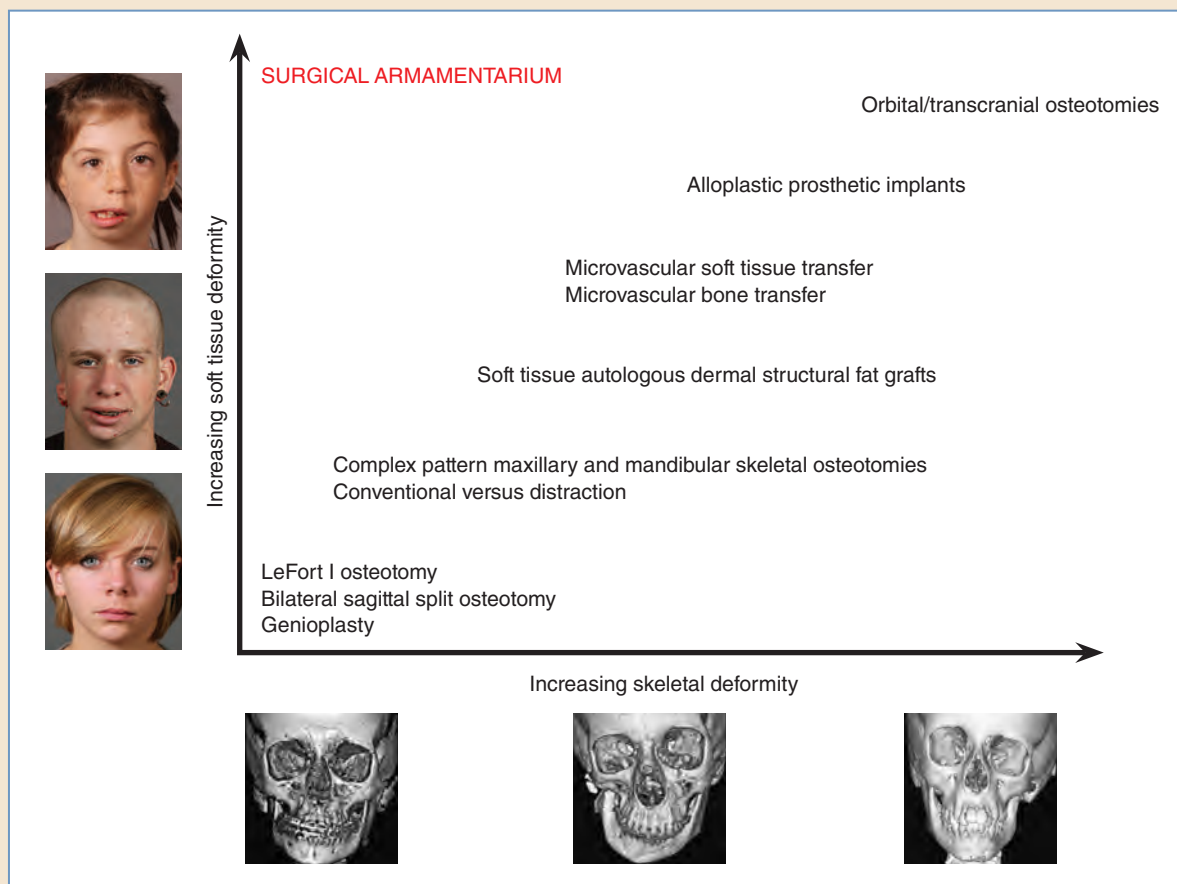 SURGICAL ARMAMENTARIUM
Orbital/transcranial osteotomies
Alloplastic prosthetic implants
Microvascular soft tissue transfer
Microvascular bone transfer
Soft tissue autologous dermal structural fat grafts
Complex pattern maxillary and mandibular skeletal osteotomies
Conventional versus distraction
LeFort I osteotomy
Bilateral sagittal split osteotomy
Genioplasty
Increasing soft tissue deformity
Increasing skeletal deformity